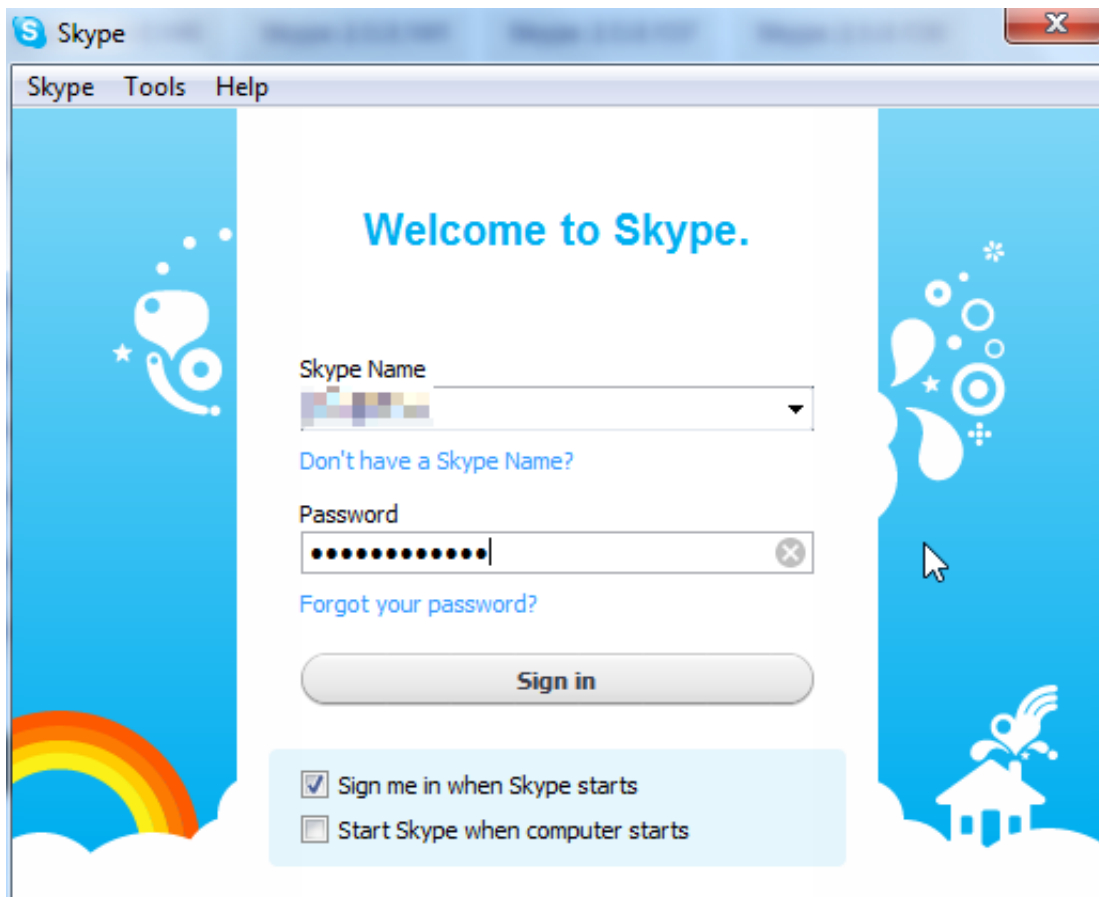 Skype
Skype Tools Help
Welcome to Skype.
Skype Name
Don't have a Skype Name?
Password
Forgot your password?
Sign in
Sign me in when Skype starts
Start Skype when computer starts